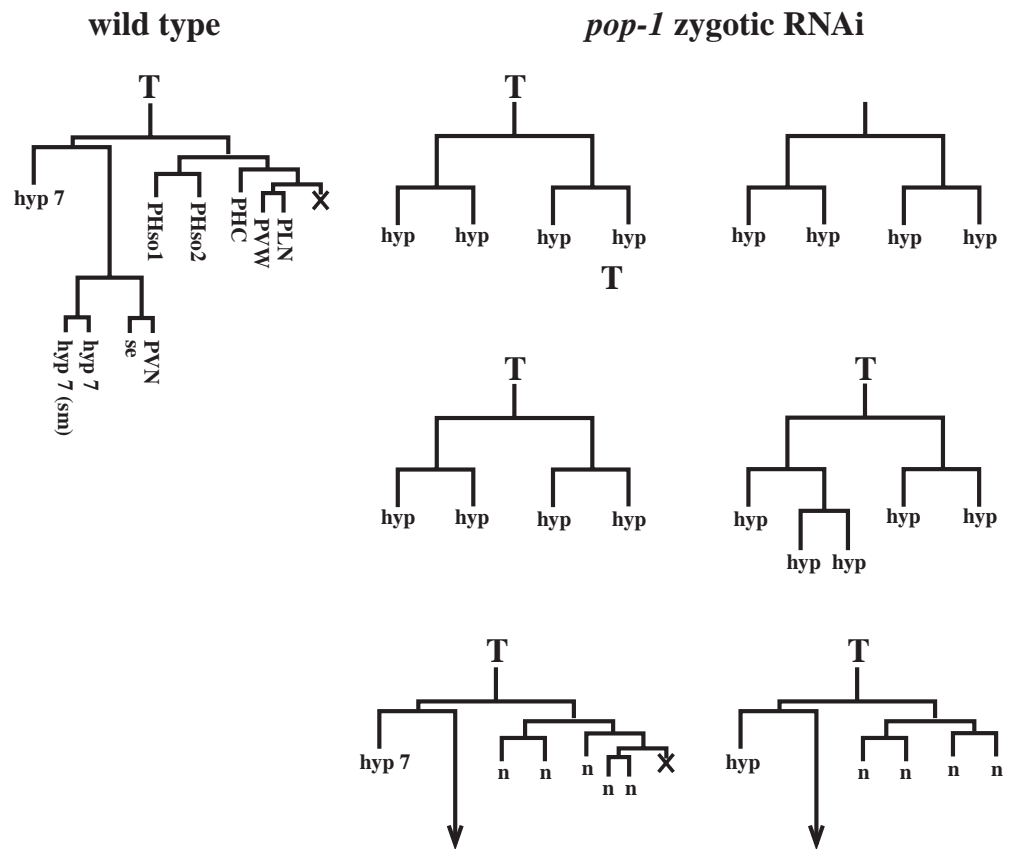 wild type
pop-1 zygotic RNAi
T
hyp 7
PHso1
PHso2
PHC
PVW
PLN
X
hyp 7 (sm)
hyp 7
se
PVN
T
hyp hyp hyp hyp
T
hyp hyp hyp hyp
T
hyp hyp hyp hyp
T
hyp hyp hyp
hyp hyp
T
hyp 7
n n n
n n
X
T
hyp
n n n n